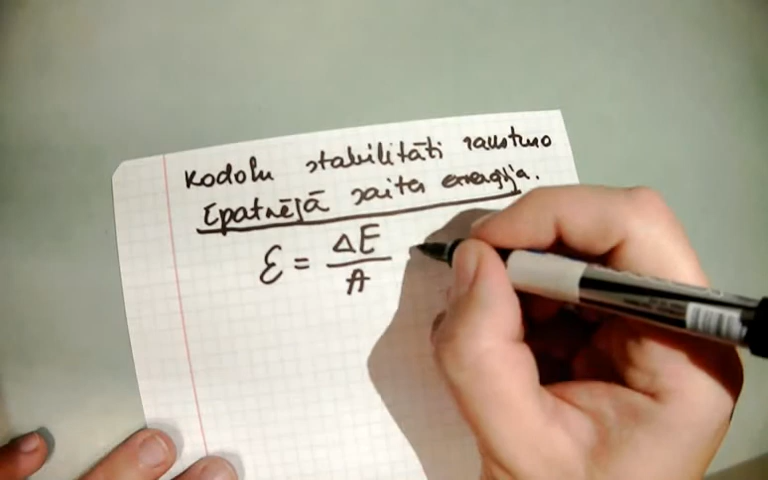 Kodolu stabilitāti raksturo
Īpatnējā saites enerģija.
ε = ΔE / A